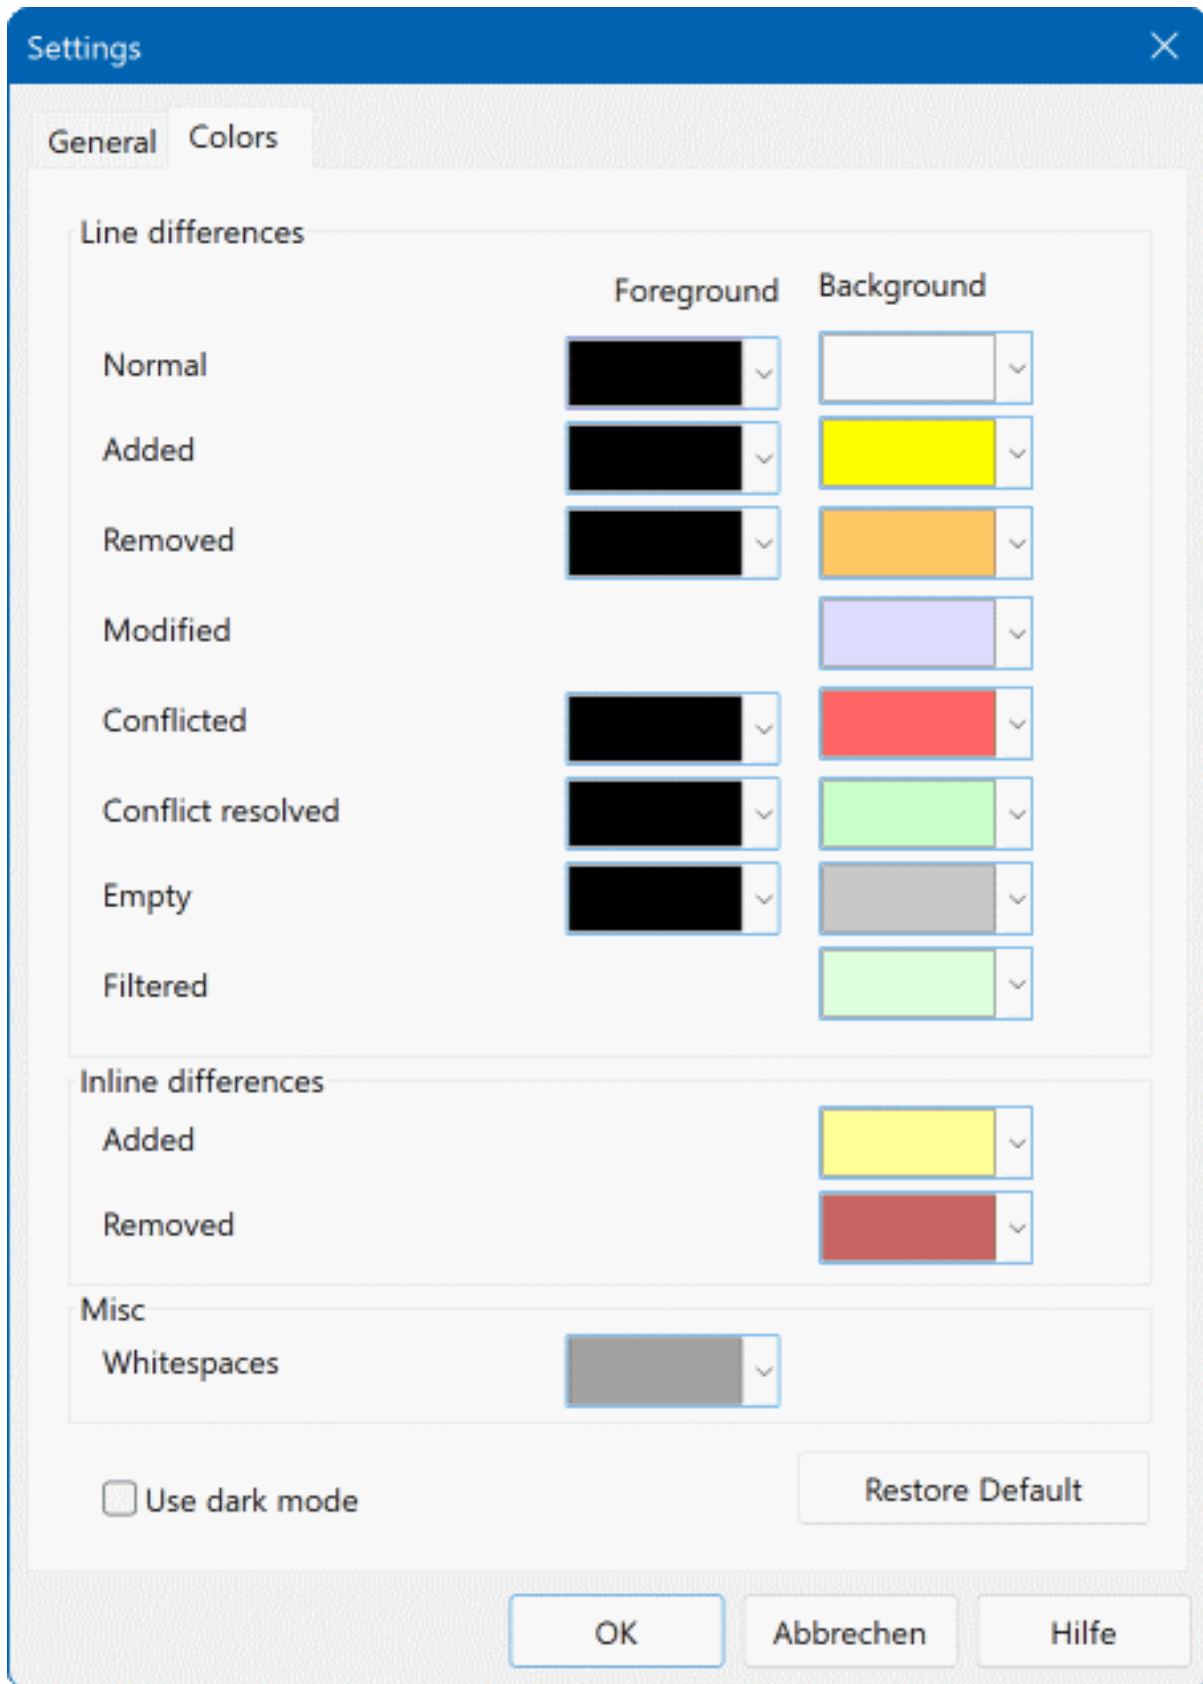 Settings
General Colors
Line differences
Foreground Background
Normal
Added
Removed
Modified
Conflicted
Conflict resolved
Empty
Filtered
Inline differences
Added
Removed
Misc
Whitespaces
Use dark mode
Restore Default
OK Abbrechen Hilfe